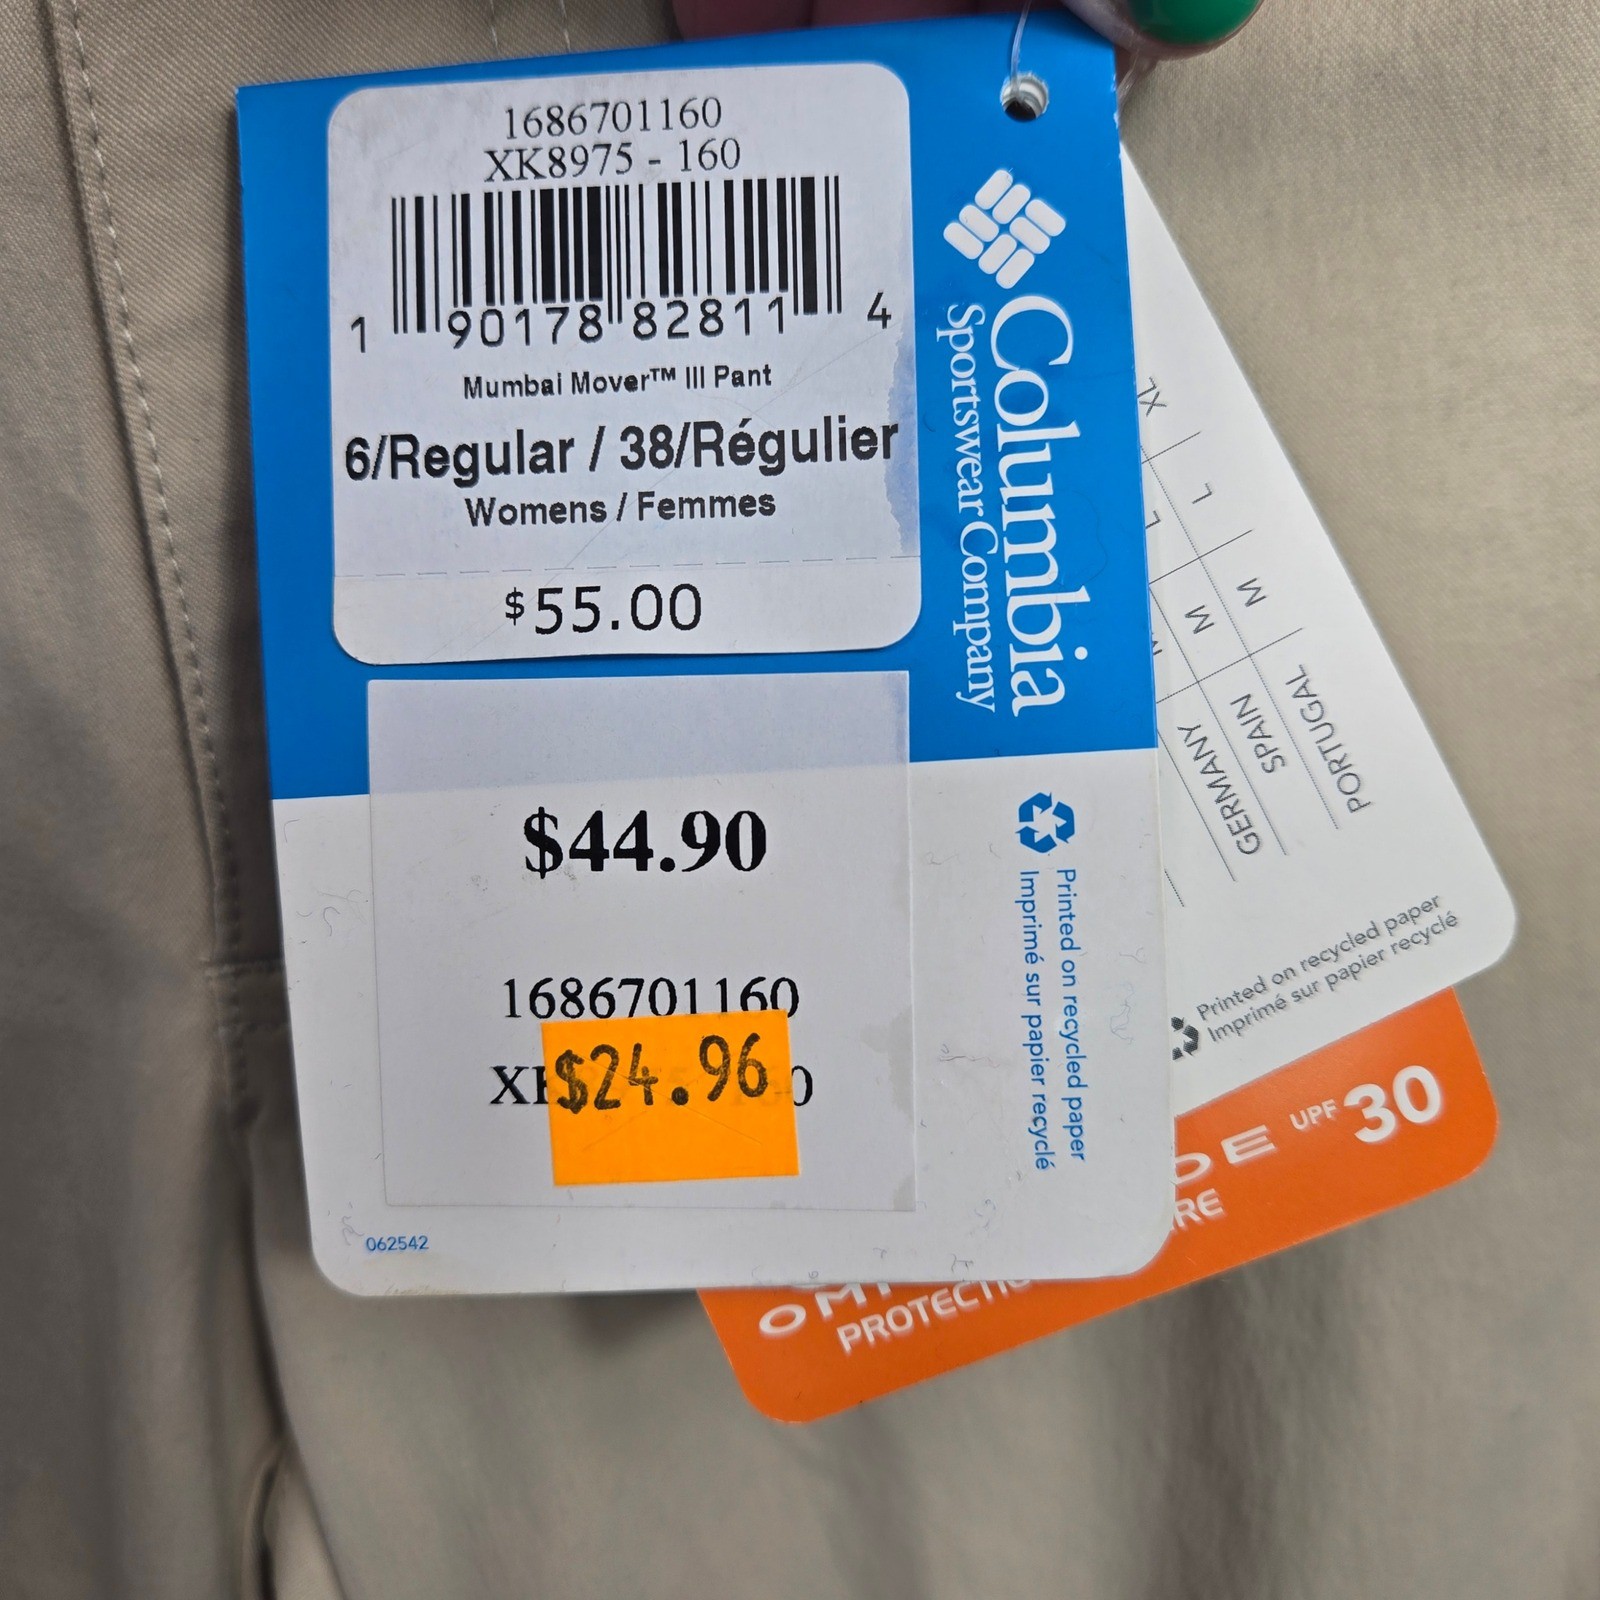 1686701160
XK8975 - 160
1 90178 82811 4
Mumbai Mover™ III Pant
6/Regular / 38/Régulier
Womens / Femmes
$55.00
Columbia
Sportswear Company
$44.90
1686701160
$24.96
Printed on recycled paper
Imprimé sur papier recyclé
062542
XL
L
L
M
M
GERMANY
SPAIN
PORTUGAL
Printed on recycled paper
Imprimé sur papier recyclé
UPF 30